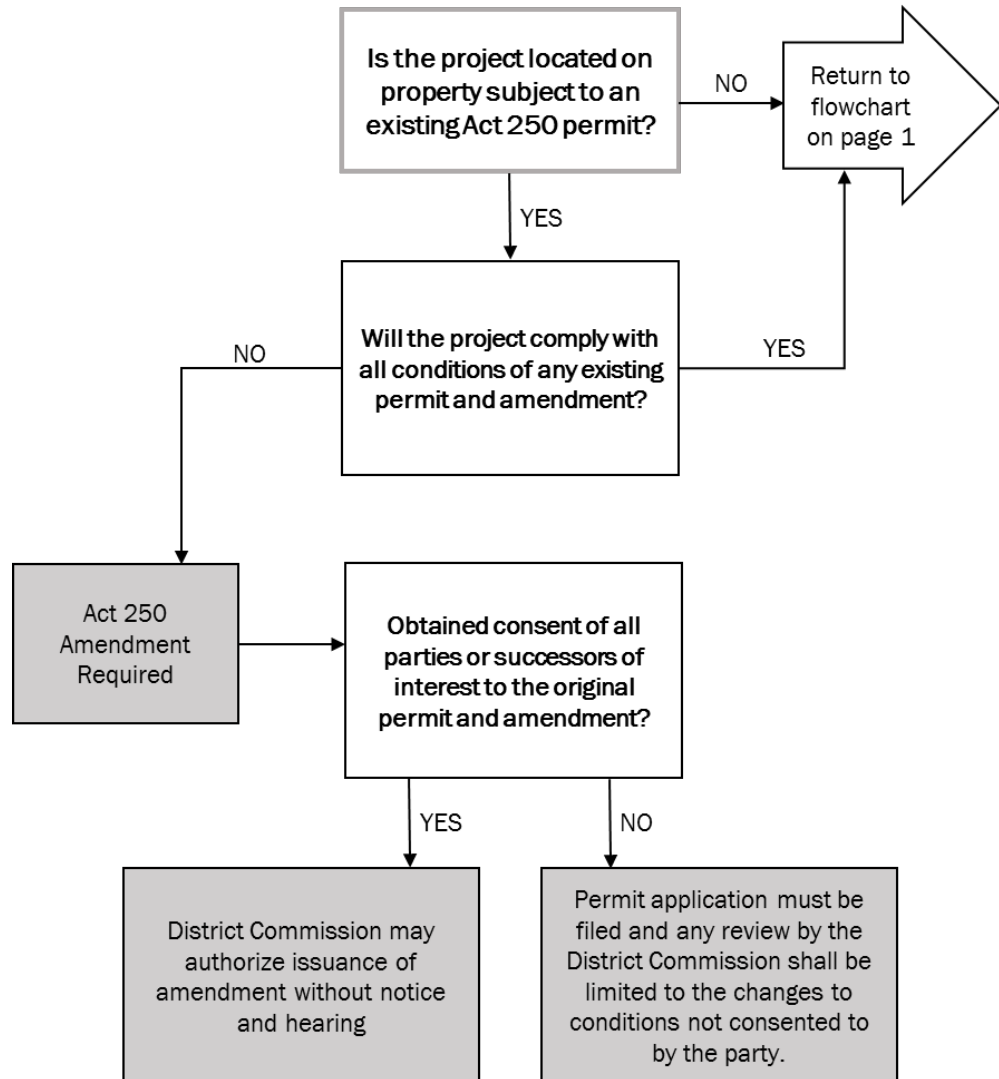 Is the project located on
property subject to an
existing Act 250 permit?
NO
Return to
flowchart
on page 1
YES
Will the project comply with
all conditions of any existing
permit and amendment?
NO
YES
Act 250
Amendment
Required
Obtained consent of all
parties or successors of
interest to the original
permit and amendment?
YES
NO
District Commission may
authorize issuance of
amendment without notice
and hearing
Permit application must be
filed and any review by the
District Commission shall be
limited to the changes to
conditions not consented to
by the party.